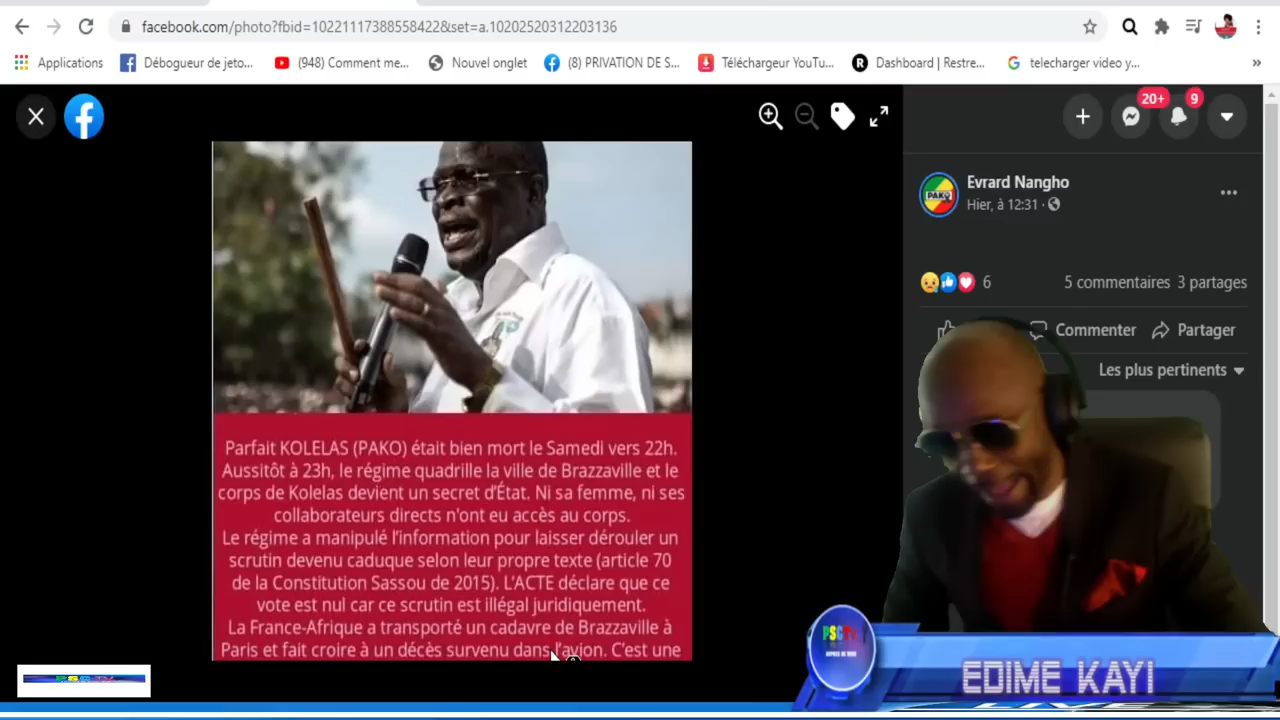 facebook.com/photo?fbid=10221117388558422&set=a.10202520312203136
Applications
Débogueur de jeto...
(948) Comment me...
Nouvel onglet
(8) PRIVATION DE S...
Téléchargeur YouTu...
Dashboard | Restre...
telecharger video y...
»
20+
9
Evrard Nangho
Hier, à 12:31
PAKO
6
5 commentaires 3 partages
Commenter
Partager
Les plus pertinents
Parfait KOLELAS (PAKO) était bien mort le Samedi vers 22h.
Aussitôt à 23h, le régime quadrille la ville de Brazzaville et le
corps de Kolelas devient un secret d’État. Ni sa femme, ni ses
collaborateurs directs n'ont eu accès au corps.
Le régime a manipulé l’information pour laisser dérouler un
scrutin devenu caduque selon leur propre texte (article 70
de la Constitution Sassou de 2015). L’ACTE déclare que ce
vote est nul car ce scrutin est illégal juridiquement.
La France-Afrique a transporté un cadavre de Brazzaville à
Paris et fait croire à un décès survenu dans l’avion. C’est une
EDIME KAYI